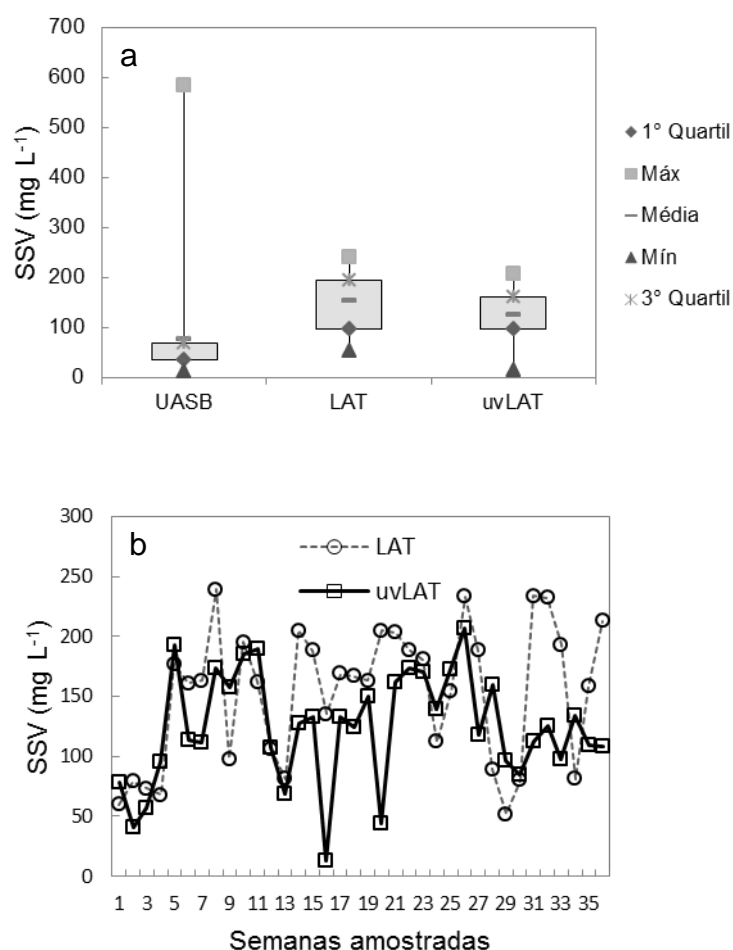 a
700
600
500
400
300
200
100
0
SSV (mg L⁻¹)
UASB LAT uvLAT
1° Quartil
Máx
Média
Mín
3° Quartil
b
300
250
200
150
100
50
0
SSV (mg L⁻¹)
LAT
uvLAT
1 3 5 7 9 11 13 15 17 19 21 23 25 27 29 31 33 35
Semanas amostradas